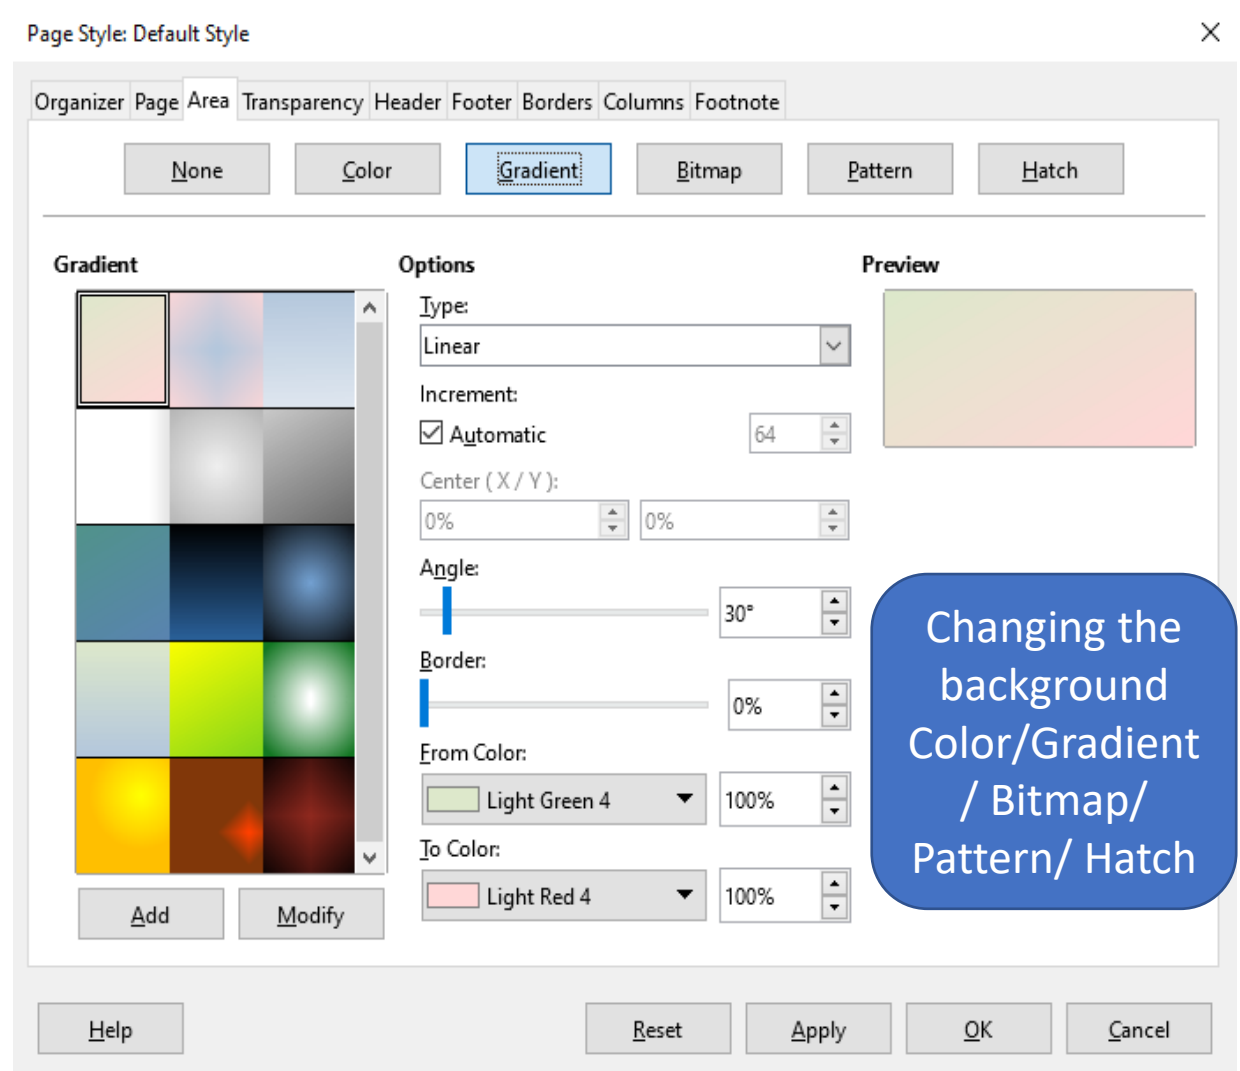 Page Style: Default Style
Organizer Page Area Transparency Header Footer Borders Columns Footnote
None Color Gradient Bitmap Pattern Hatch
Gradient Options Preview
Type:
Linear
Increment:
Automatic 64
Center ( X / Y ):
0% 0%
Angle:
30°
Border:
0%
From Color:
Light Green 4 100%
To Color:
Light Red 4 100%
Add Modify
Changing the
background
Color/Gradient
/ Bitmap/
Pattern/ Hatch
Help Reset Apply OK Cancel